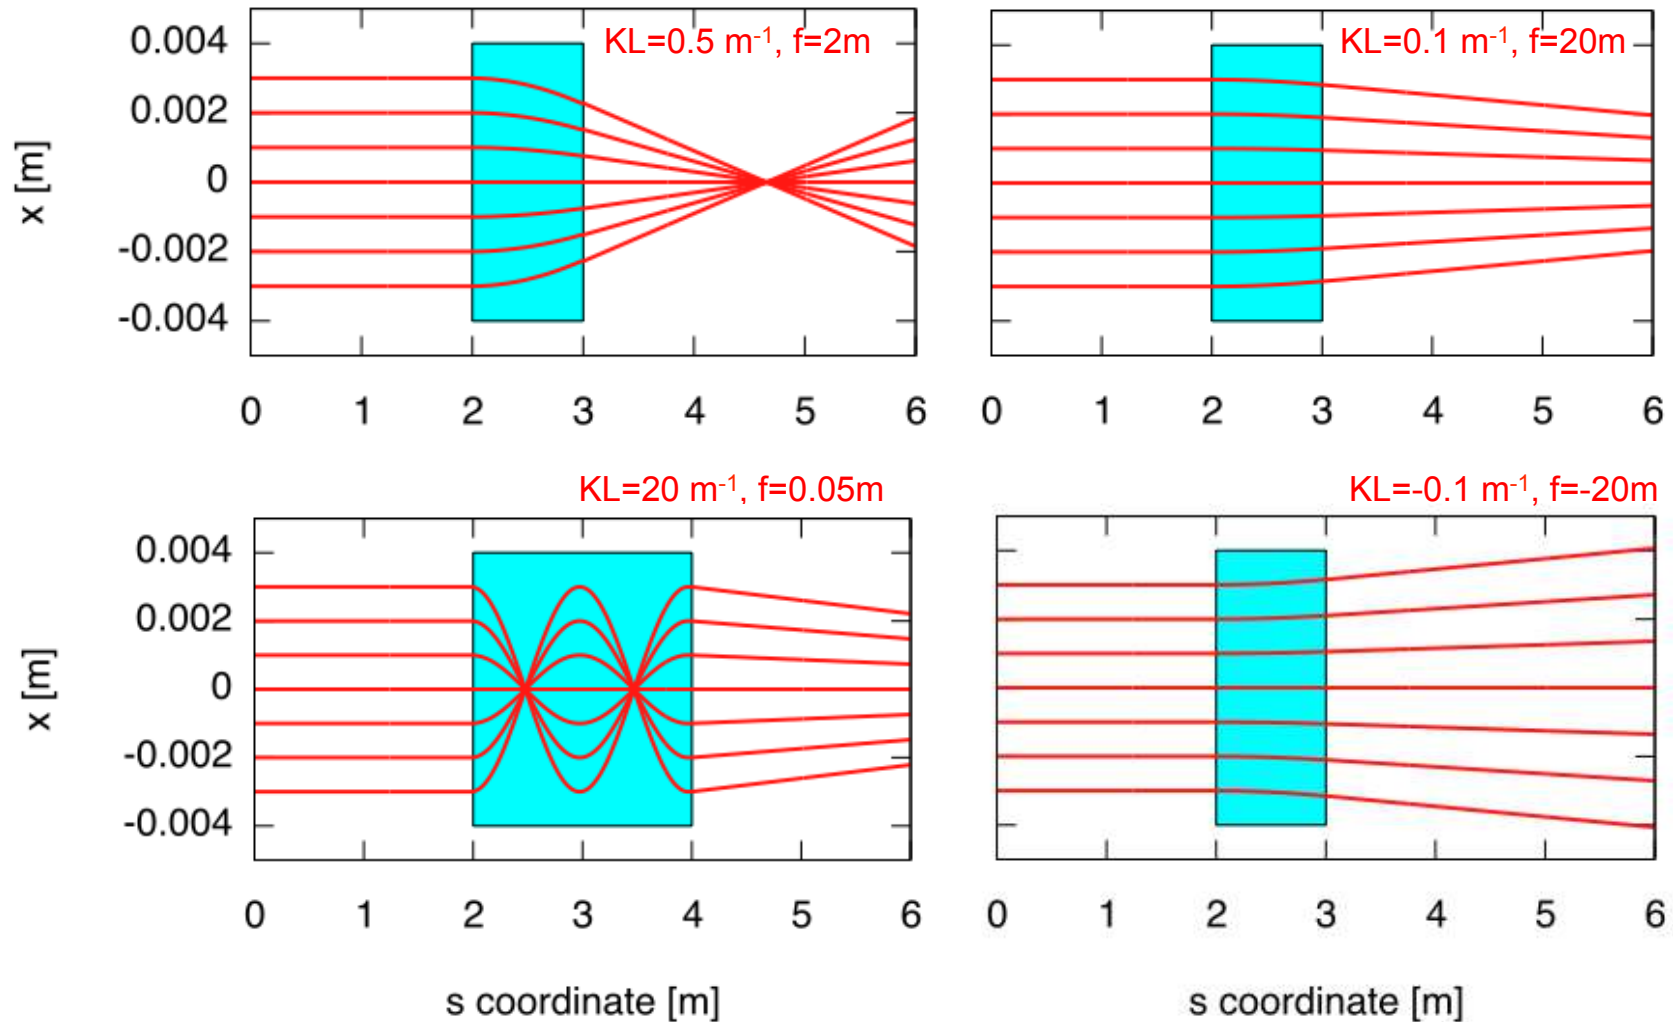 KL=0.5 m-1, f=2m
0.004
0.002
0
-0.002
-0.004
x [m]
0 1 2 3 4 5 6
KL=0.1 m-1, f=20m
0 1 2 3 4 5 6
KL=20 m-1, f=0.05m
0.004
0.002
0
-0.002
-0.004
x [m]
0 1 2 3 4 5 6
s coordinate [m]
KL=-0.1 m-1, f=-20m
0 1 2 3 4 5 6
s coordinate [m]